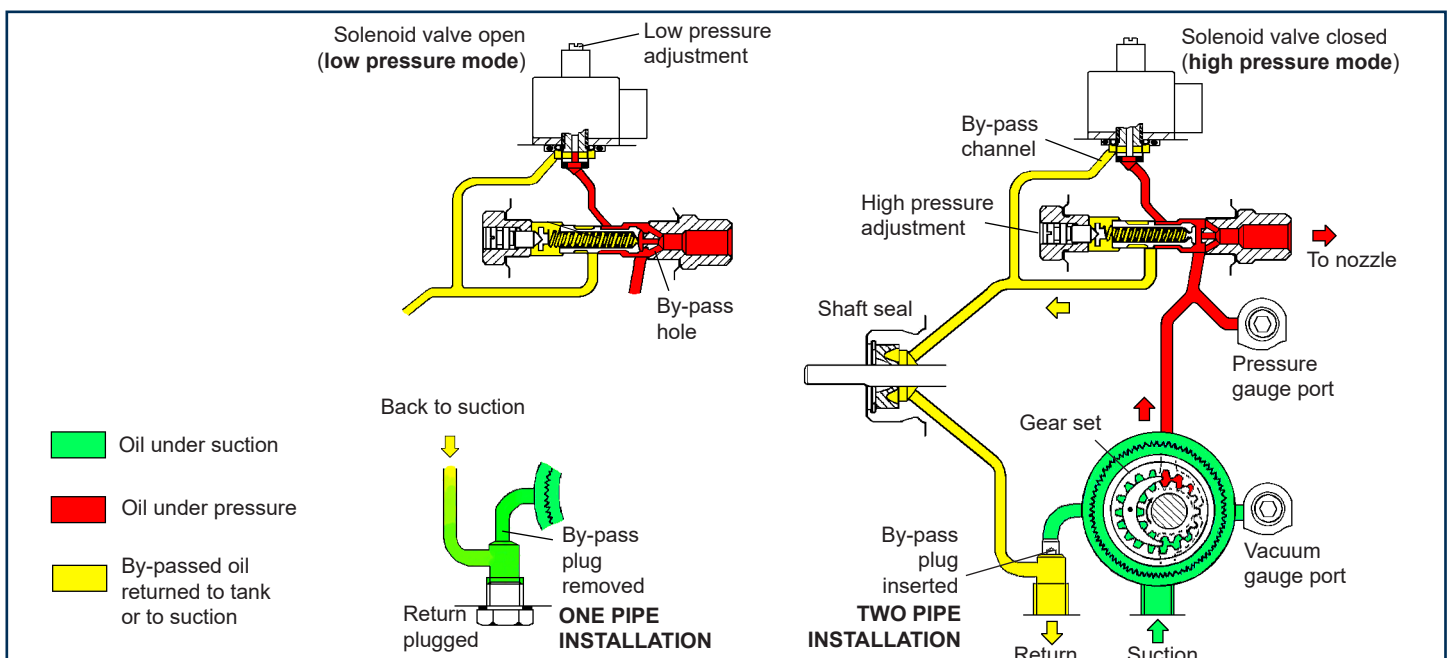 Solenoid valve open
(low pressure mode)
Low pressure
adjustment
Solenoid valve closed
(high pressure mode)
By-pass
channel
High pressure
adjustment
To nozzle
By-pass
hole
Shaft seal
Pressure
gauge port
Back to suction
Gear set
Oil under suction
Oil under pressure
By-passed oil
returned to tank
or to suction
By-pass
plug
removed
Return
plugged
ONE PIPE
INSTALLATION
By-pass
plug
inserted
TWO PIPE
INSTALLATION
Vacuum
gauge port
Return
Suction